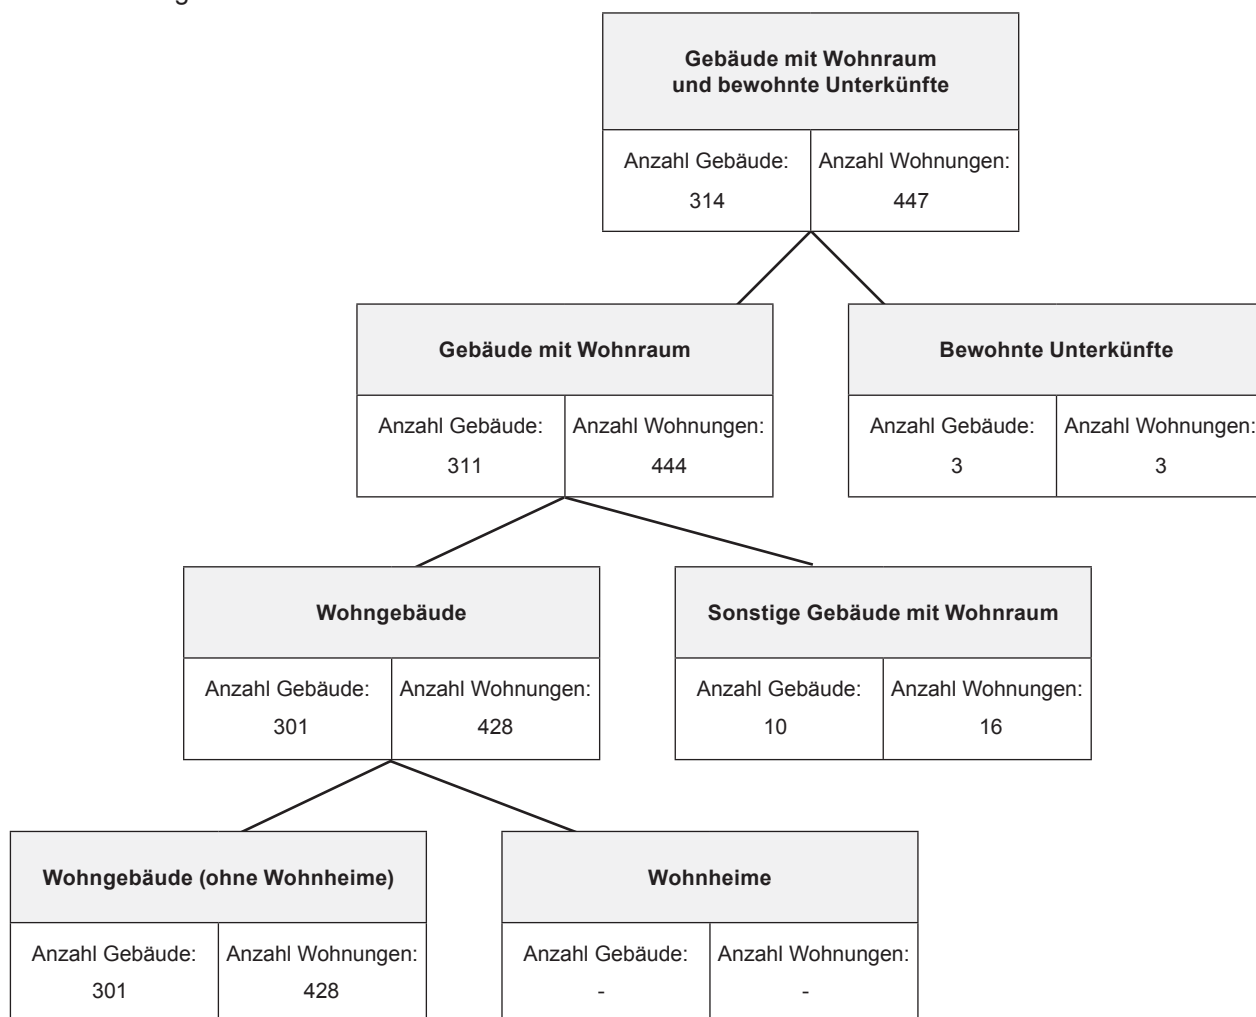 Gebäude mit Wohnraum
und bewohnte Unterkünfte
Anzahl Gebäude: Anzahl Wohnungen:
314 447
Gebäude mit Wohnraum
Bewohnte Unterkünfte
Anzahl Gebäude: Anzahl Wohnungen:
311 444
Anzahl Gebäude: Anzahl Wohnungen:
3 3
Wohngebäude
Sonstige Gebäude mit Wohnraum
Anzahl Gebäude: Anzahl Wohnungen:
301 428
Anzahl Gebäude: Anzahl Wohnungen:
10 16
Wohngebäude (ohne Wohnheime)
Wohnheime
Anzahl Gebäude: Anzahl Wohnungen:
301 428
Anzahl Gebäude: Anzahl Wohnungen:
- -